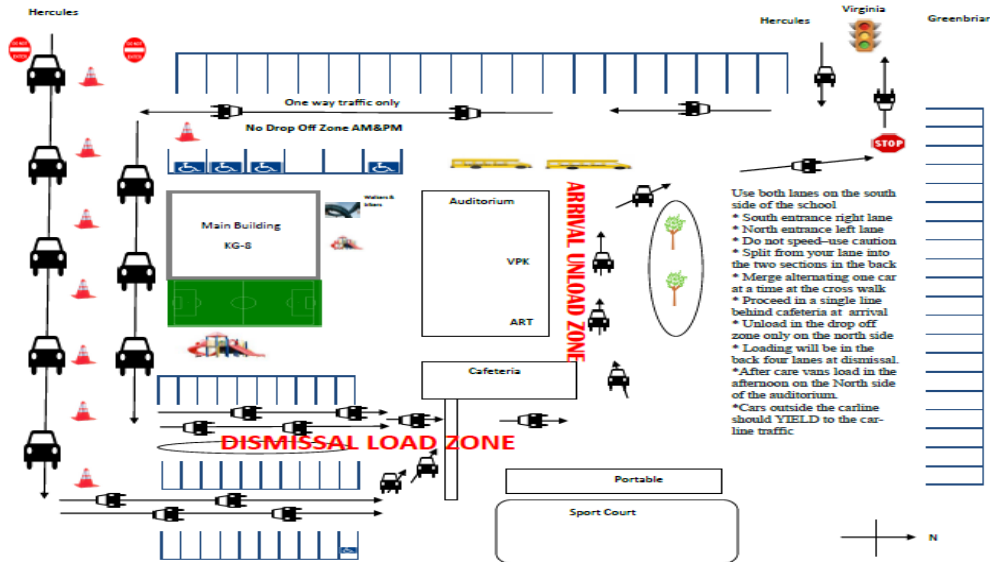 Hercules
Virginia
Hercules
Greenbriar
DO NOT
ENTER
DO NOT
ENTER
One way traffic only
No Drop Off Zone AM&PM
STOP
Walkers &
bikers
Main Building
KG-8
Auditorium
VPK
ART
ARRIVAL UNLOAD ZONE
Use both lanes on the south
side of the school
* South entrance right lane
* North entrance left lane
* Do not speed–use caution
* Split from your lane into
the two sections in the back
* Merge alternating one car
at a time at the cross walk
* Proceed in a single line
behind cafeteria at arrival
* Unload in the drop off
zone only on the north side
* Loading will be in the
back four lanes at dismissal.
*After care vans load in the
afternoon on the North side
of the auditorium.
*Cars outside the carline
should YIELD to the car-
line traffic
Cafeteria
DISMISSAL LOAD ZONE
Portable
Sport Court
N